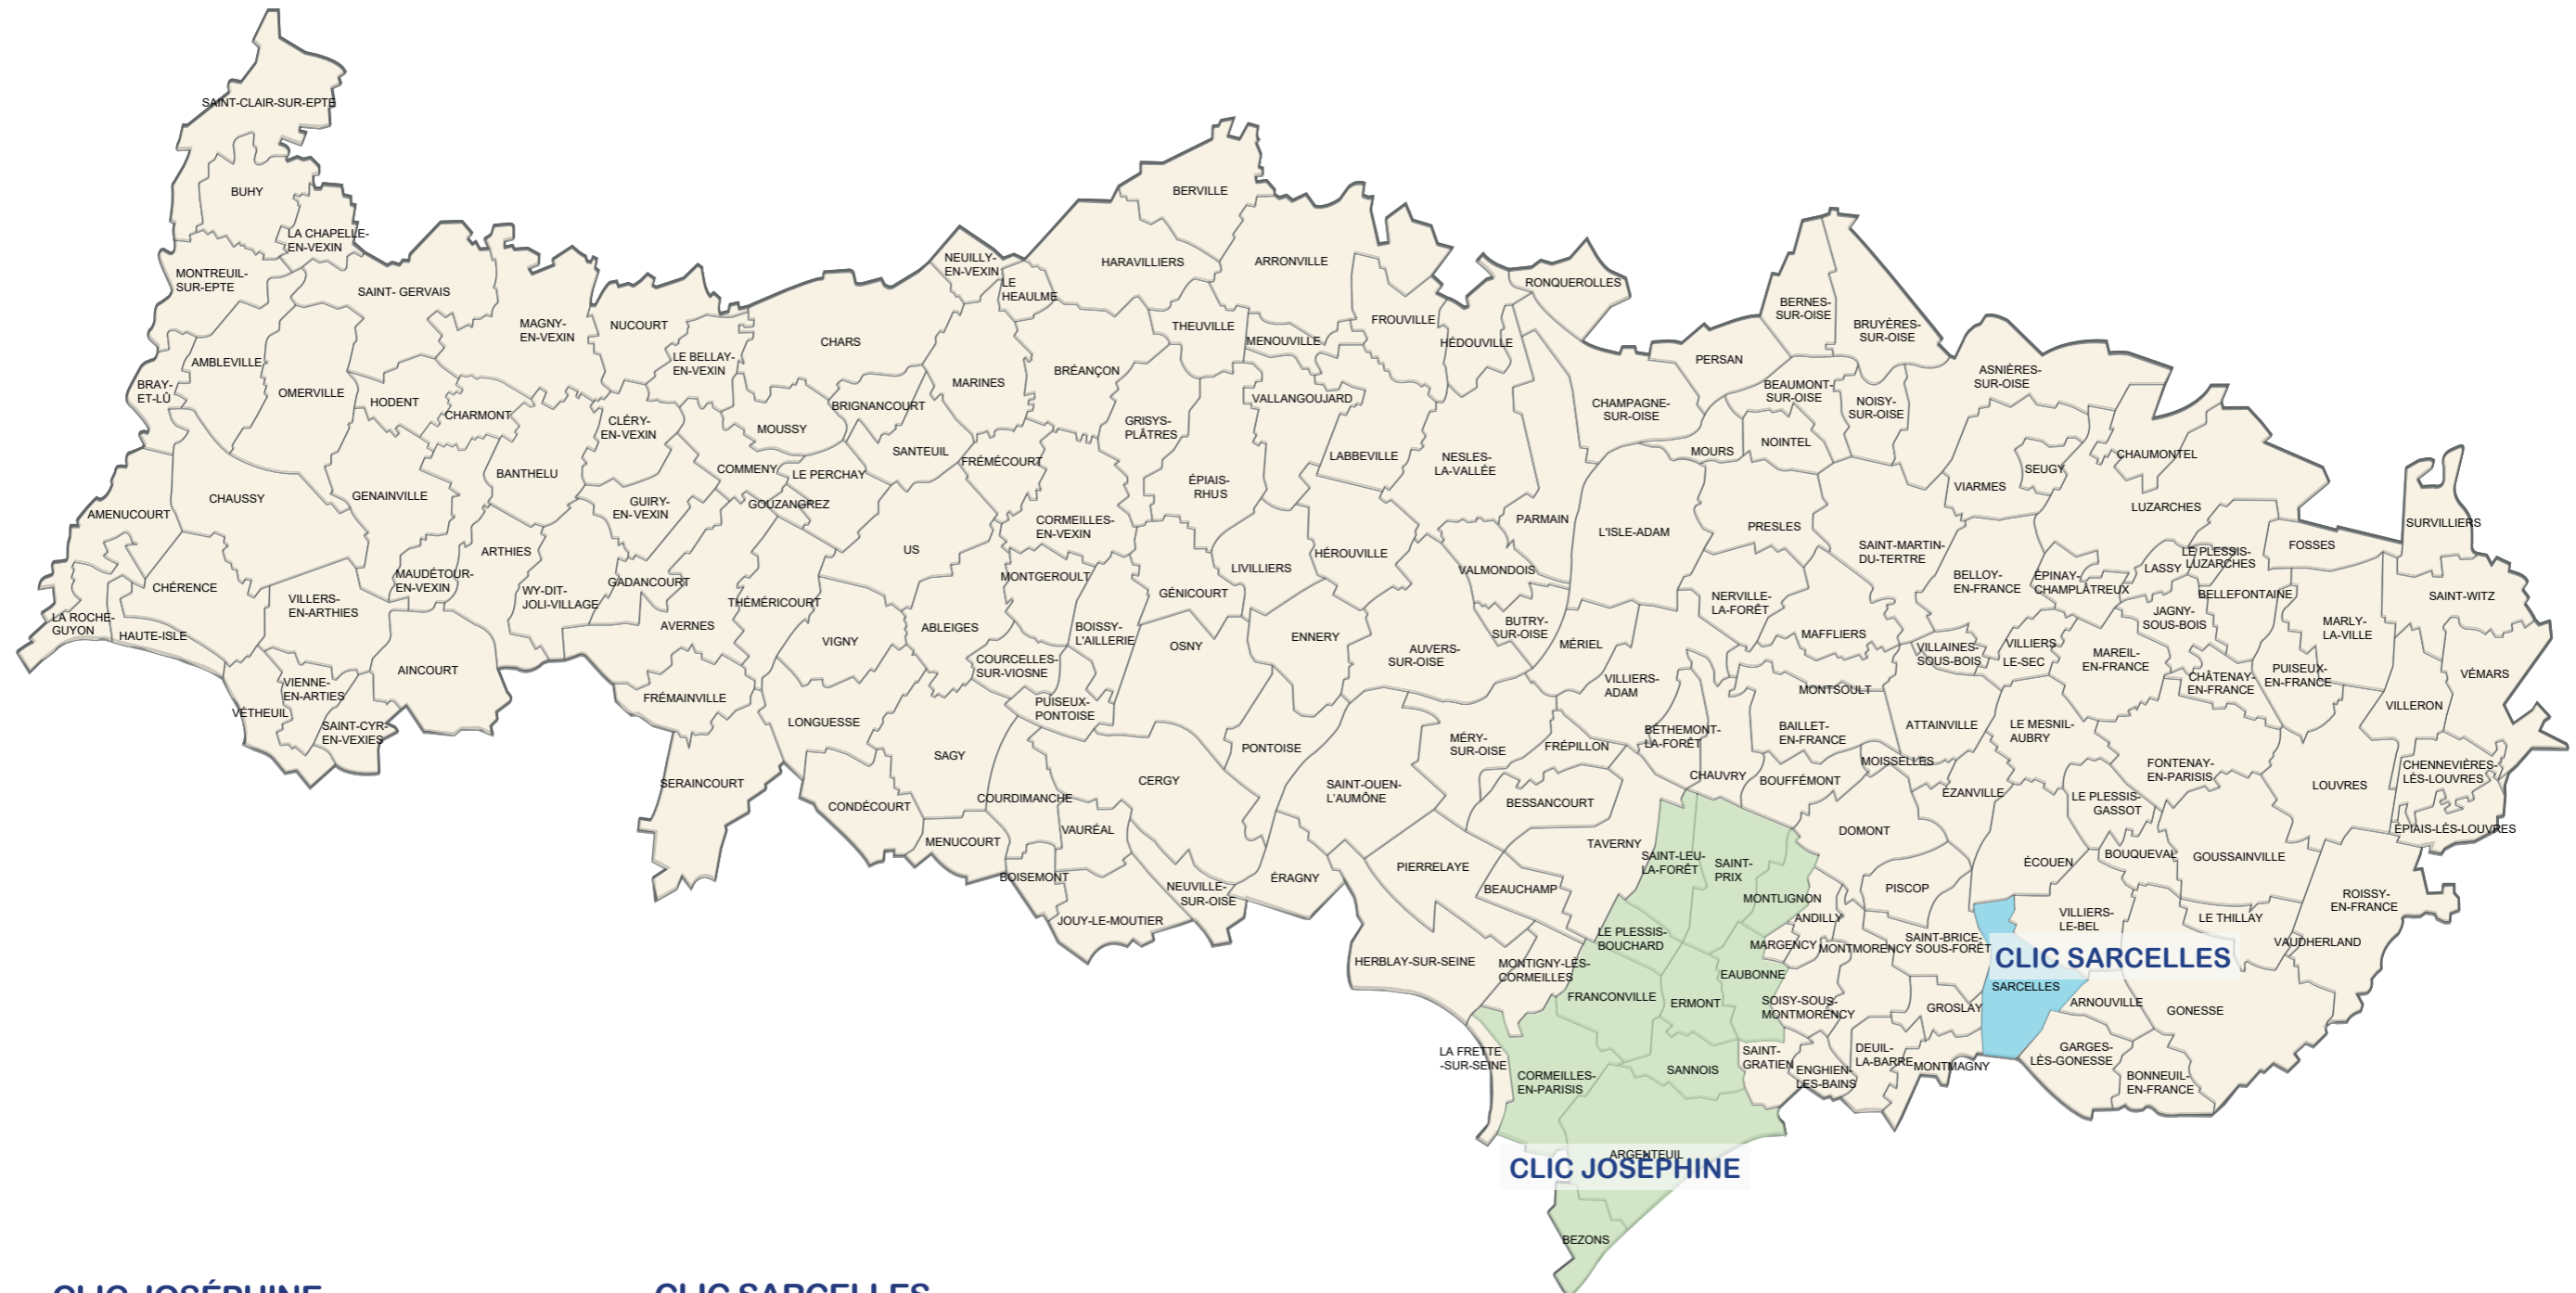 SAINT-CLAIR-SUR-EPTE
BUHY
LA CHAPELLE-
EN-VEXIN
MONTREUIL-
SUR-EPTE
SAINT- GERVAIS
AMBLEVILLE
OMERVILLE
BRAY-
ET-LÛ
HODENT
CHARMONT
MAGNY-
EN-VEXIN
NUCOURT
LE BELLAY-
EN-VEXIN
CLÉRY-
EN-VEXIN
BANTHELU
CHAUSSY
GENAINVILLE
AMENUCOURT
CHÉRENCE
LA ROCHE-
GUYON
HAUTE-ISLE
VILLERS-
EN-ARTHIES
MAUDÉTOUR-
EN-VEXIN
ARTHIES
WY-DIT-
JOLI-VILLAGE
GUIRY-
EN-VEXIN
GADANCOURT
AVERNES
AINCOURT
VIENNE-
EN-ARTIES
VÉTHEUIL
SAINT-CYR-
EN-VEXIES
FRÉMAINVILLE
SERAINCOURT
CHARS
NEUILLY-
EN-VEXIN
LE
HEAULME
MARINES
BRIGNANCOURT
MOUSSY
SANTEUIL
COMMENY
LE PERCHAY
GOUZANGREZ
FRÉMÉCOURT
US
THÉMÉRICOURT
VIGNY
LONGUESSE
ABLEIGES
SAGY
CONDÉCOURT
MENUCOURT
COURDIMANCHE
BERVILLE
HARAVILLIERS
ARRONVILLE
THEUVILLE
MENOUVILLE
BRÉANÇON
GRISYS-
PLÂTRES
VALLANGOUJARD
ÉPIAIS-
RHUS
CORMEILLES-
EN-VEXIN
MONTGEROULT
GÉNICOURT
LIVILLIERS
BOISSY-
L'AILLERIE
COURCELLES-
SUR-VIOSNE
PUISEUX-
PONTOISE
OSNY
ENNERY
PONTOISE
CERGY
VAURÉAL
BOISEMONT
JOUY-LE-MOUTIER
NEUVILLE-
SUR-OISE
ÉRAGNY
SAINT-OUEN-
L'AUMÔNE
FROUVILLE
HÉDOUVILLE
RONQUEROLLES
LABBEVILLE
NESLES-
LA-VALLÉE
HÉROUVILLE
VALMONDOIS
PARMAIN
CHAMPAGNE-
SUR-OISE
L'ISLE-ADAM
BUTRY-
SUR-OISE
AUVERS-
SUR-OISE
MÉRIEL
VILLIERS-
ADAM
MÉRY-
SUR-OISE
FRÉPILLON
BÉTHEMONT-
LA-FORÊT
BESSANCOURT
CHAUVRY
TAVERNY
PIERRELAYE
BEAUCHAMP
HERBLAY-SUR-SEINE
MONTIGNY-LÈS-
CORMEILLES
LA FRETTE
-SUR-SEINE
PERSAN
BERNES-
SUR-OISE
BRUYÈRES-
SUR-OISE
BEAUMONT-
SUR-OISE
NOISY-
SUR-OISE
MOURS
NOINTEL
ASNIÈRES-
SUR-OISE
PRESLES
SAINT-MARTIN-
DU-TERTRE
VIARMES
SEUGY
CHAUMONTEL
LUZARCHES
NERVILLE-
LA-FORÊT
MAFFLIERS
BELLOY-
EN-FRANCE
ÉPINAY-
CHAMPLÂTREUX
LASSY
LE PLESSIS-
LUZARCHES
BELLEFONTAINE
FOSSES
SURVILLIERS
JAGNY-
SOUS-BOIS
MARLY-
LA-VILLE
SAINT-WITZ
MONTSOULT
VILLAINES-
SOUS-BOIS
VILLIERS
LE-SEC
MAREIL-
EN-FRANCE
CHÂTENAY-
EN-FRANCE
PUISEUX-
EN-FRANCE
VILLERON
VÉMARS
BAILLET-
EN-FRANCE
ATTAINVILLE
LE MESNIL-
AUBRY
MOISSELLES
BOUFFÉMONT
ÉZANVILLE
FONTENAY-
EN-PARISIS
LOUVRES
CHENNEVIÈRES-
LÈS-LOUVRES
ÉPIAIS-LÈS-LOUVRES
LE PLESSIS-
GASSOT
DOMONT
ÉCOUEN
BOUQUEVAL
GOUSSAINVILLE
PISCOP
ROISSY-
EN-FRANCE
VILLIERS-
LE-BEL
LE THILLAY
VAUDHERLAND
SAINT-LEU-
LA-FORÊT
SAINT-
PRIX
MONTLIGNON
ANDILLY
LE PLESSIS-
BOUCHARD
MARGENCY
MONTMORENCY
SAINT-BRICE-
SOUS-FORÊT
CLIC SARCELLES
SARCELLES
EAUBONNE
FRANCONVILLE
ERMONT
SOISY-SOUS-
MONTMORENCY
GROSLAY
ARNOUVILLE
GONESSE
CORMEILLES-
EN-PARISIS
SANNOIS
SAINT-
GRATIEN
ENGHIEN-
LES-BAINS
DEUIL-
LA-BARRE
MONTMAGNY
GARGES-
LÈS-GONESSE
BONNEUIL-
EN-FRANCE
ARGENTEUIL
CLIC JOSÉPHINE
BEZONS
CLIC JOSÉPHINE
CLIC SARCELLES